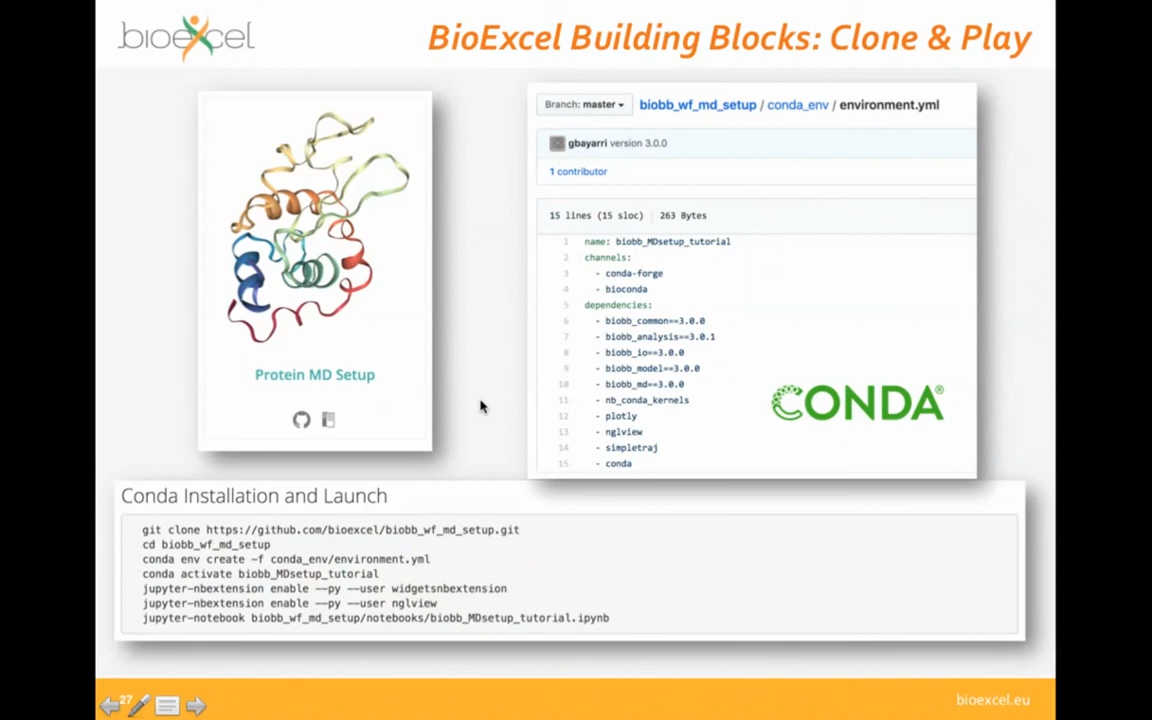 bioexcel
BioExcel Building Blocks: Clone & Play
Protein MD Setup
Branch: master
biobb_wf_md_setup / conda_env / environment.yml
gbayarri version 3.0.0
1 contributor
15 lines (15 sloc) 263 Bytes
1 name: biobb_MDsetup_tutorial
2 channels:
3 - conda-forge
4 - bioconda
5 dependencies:
6 - biobb_common==3.0.0
7 - biobb_analysis==3.0.1
8 - biobb_io==3.0.0
9 - biobb_model==3.0.0
10 - biobb_md==3.0.0
11 - nb_conda_kernels
12 - plotly
13 - nglview
14 - simpletraj
15 - conda
CONDA®
Conda Installation and Launch
git clone https://github.com/bioexcel/biobb_wf_md_setup.git
cd biobb_wf_md_setup
conda env create -f conda_env/environment.yml
conda activate biobb_MDsetup_tutorial
jupyter-nbextension enable --py --user widgetsnbextension
jupyter-nbextension enable --py --user nglview
jupyter-notebook biobb_wf_md_setup/notebooks/biobb_MDsetup_tutorial.ipynb
27
bioexcel.eu